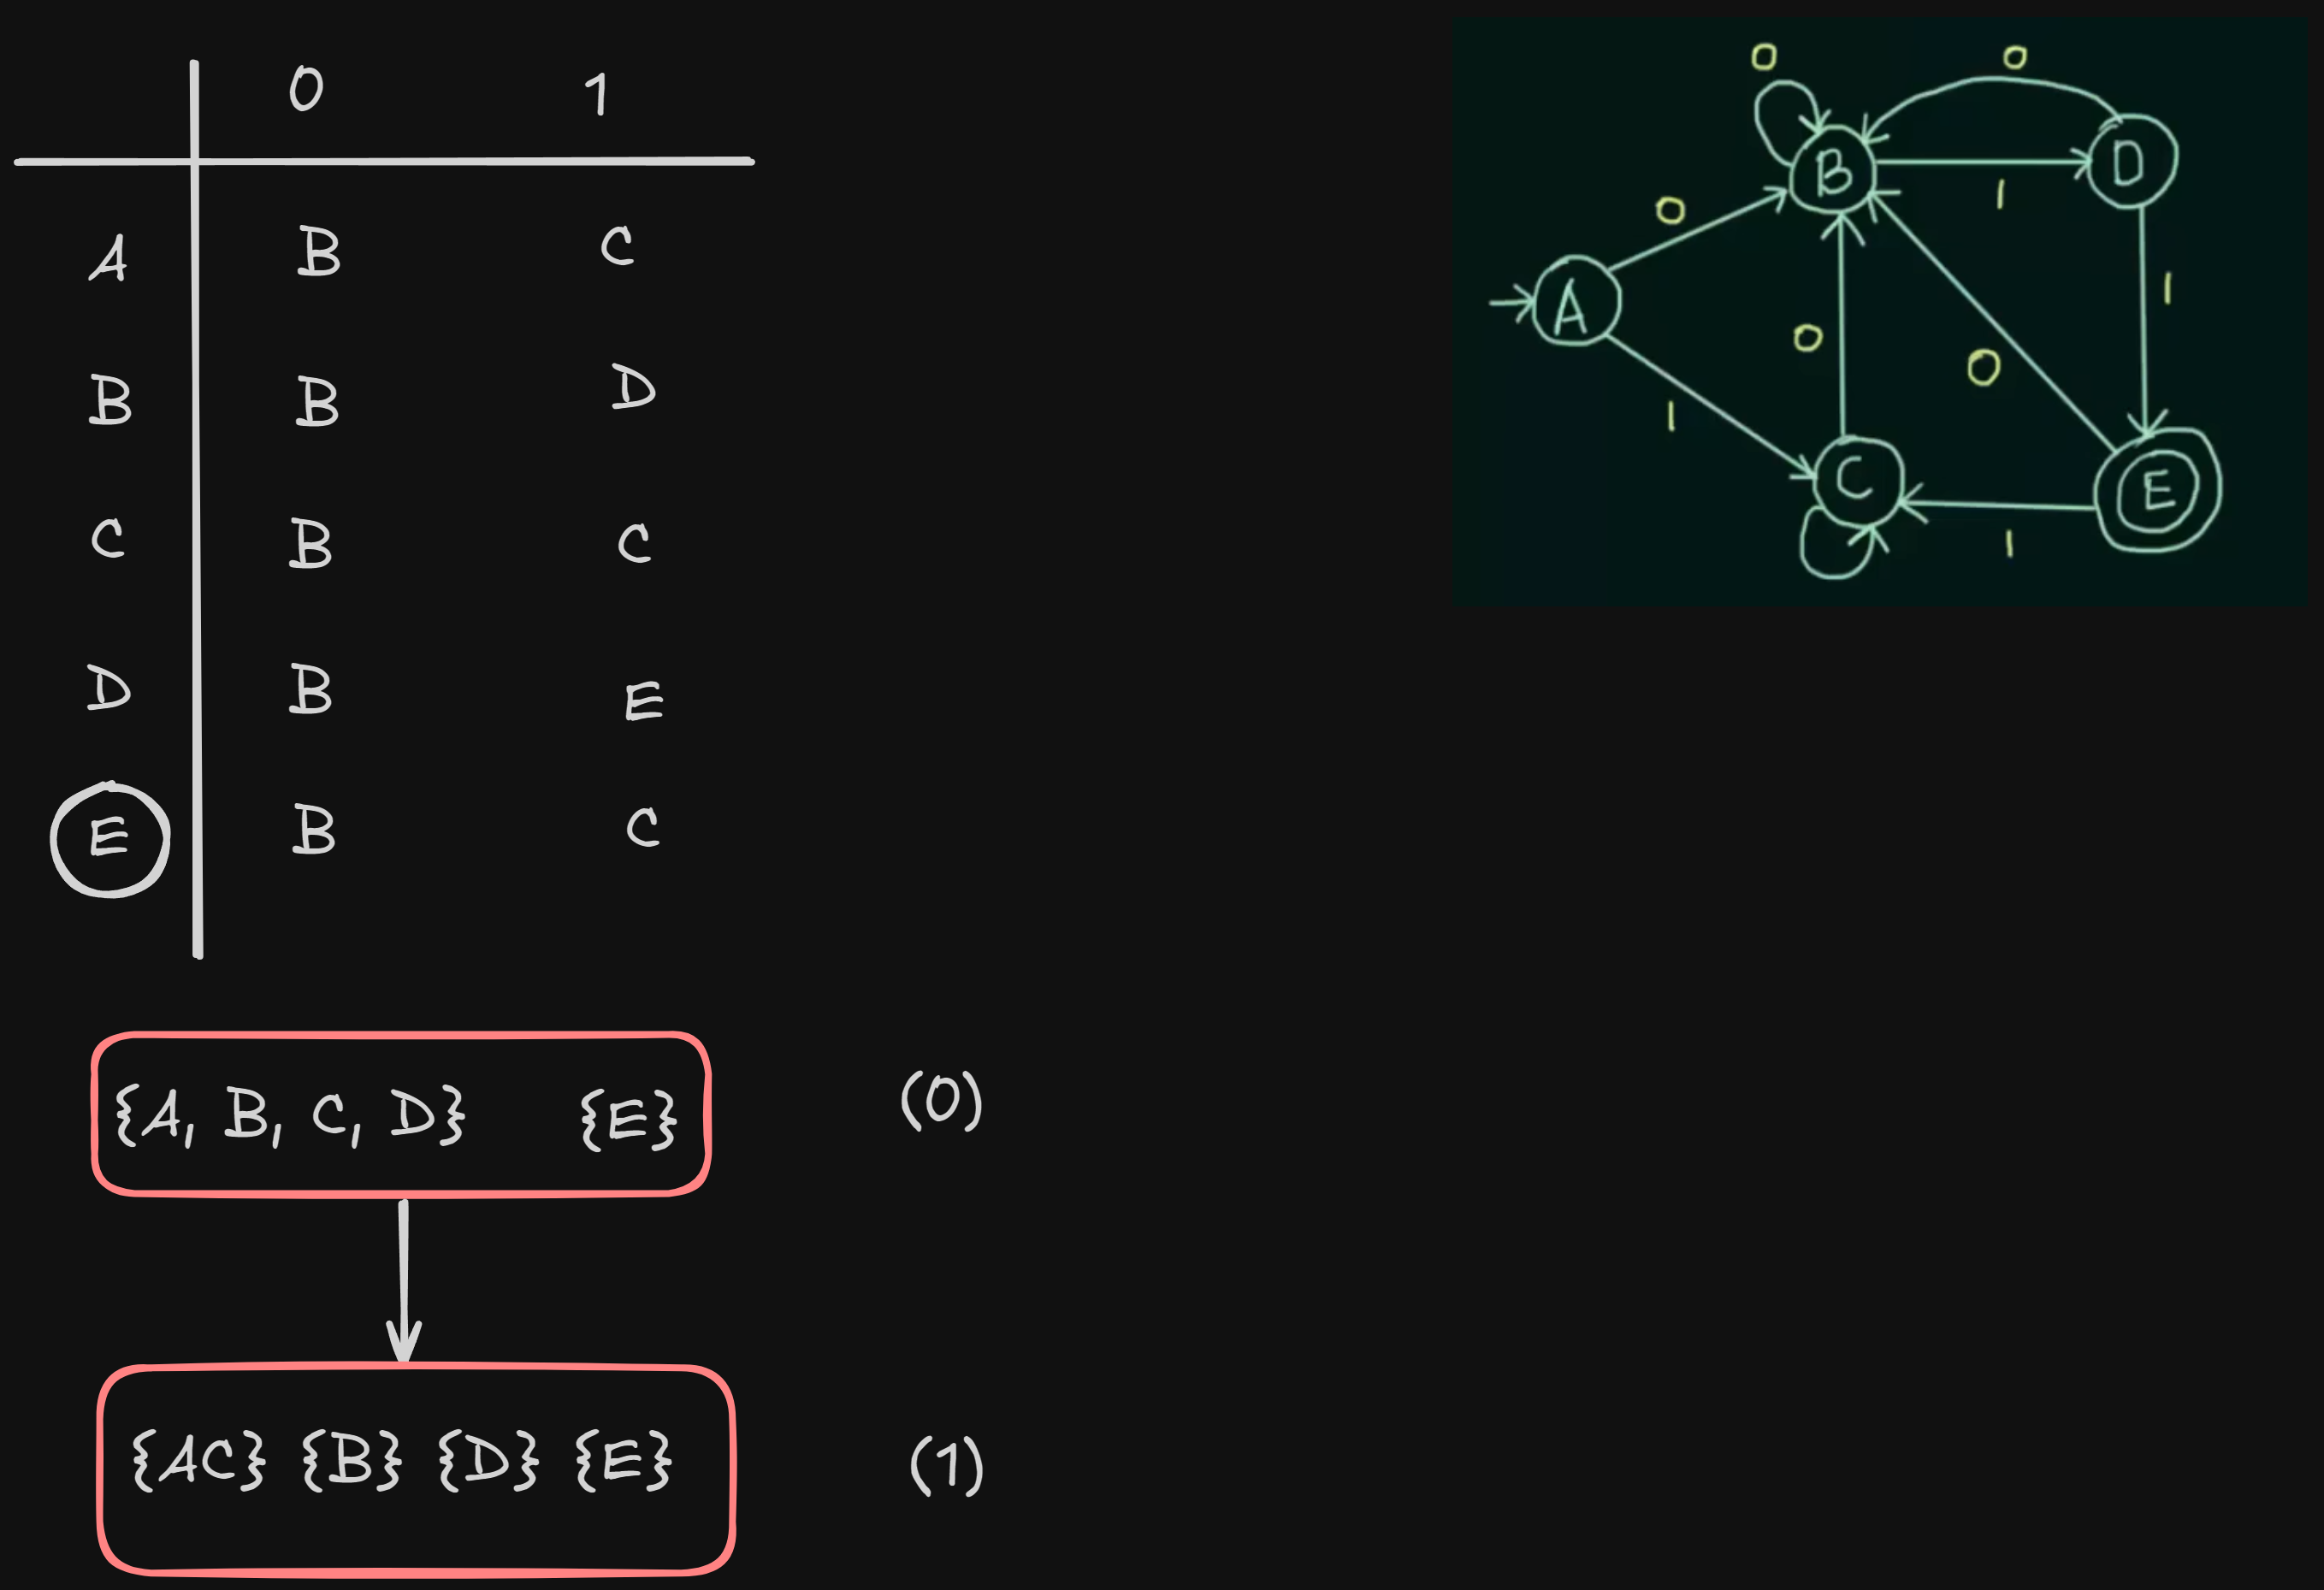 0 1
A B C
B B D
C B C
D B E
E B C
{A, B, C, D} {E} (0)
{AC} {B} {D} {E} (1)
0 0
B D
0 1
A 1
0 0
1
C E
1